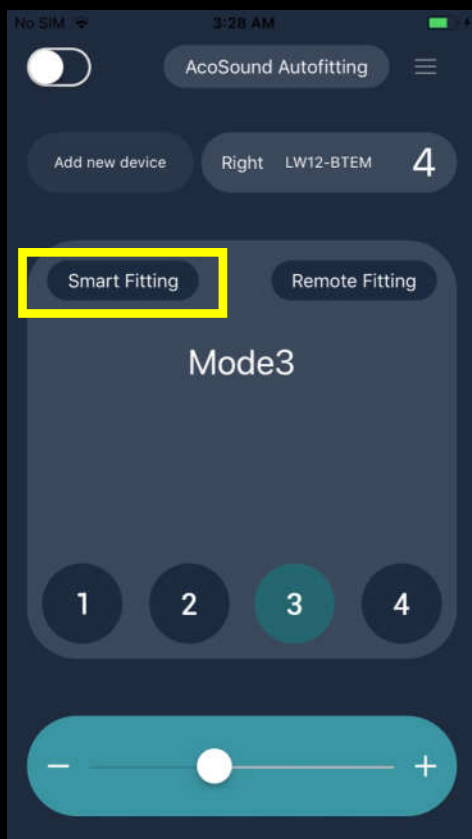 No SIM 3:28 AM
AcoSound Autofitting
Add new device Right LW12-BTEM 4
Smart Fitting Remote Fitting
Mode3
1 2 3 4
− +